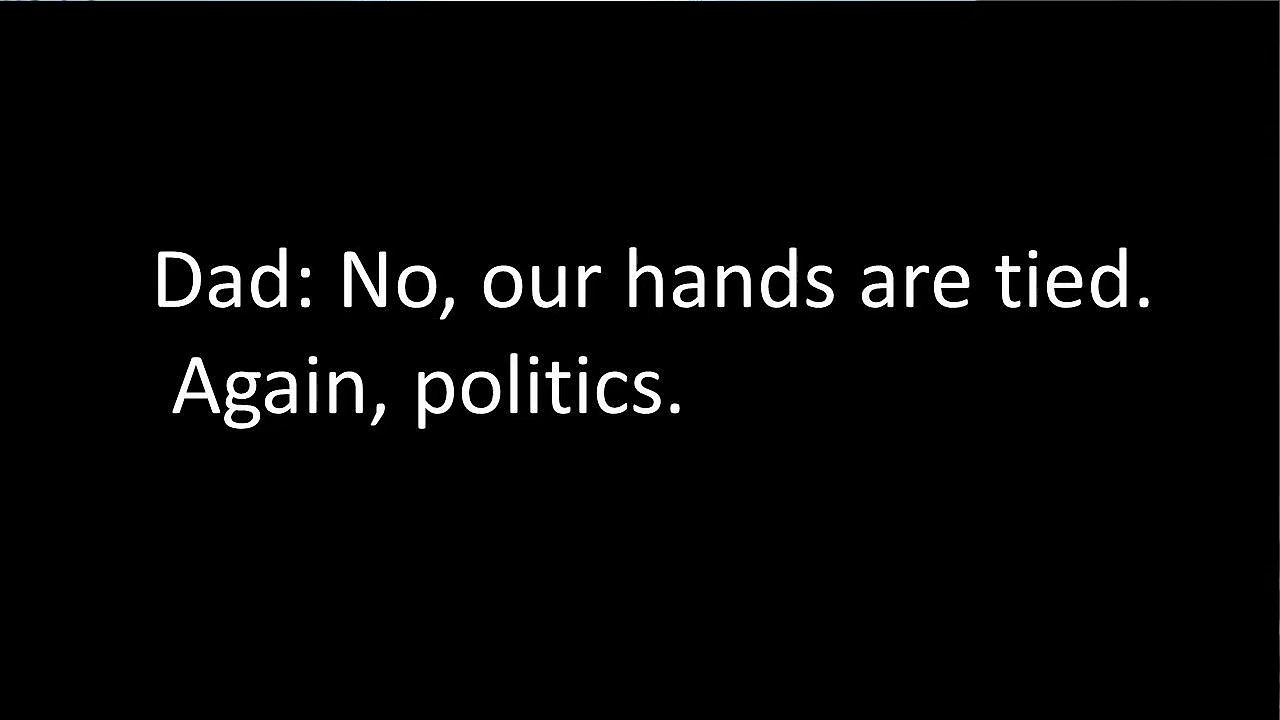 Dad: No, our hands are tied.
Again, politics.